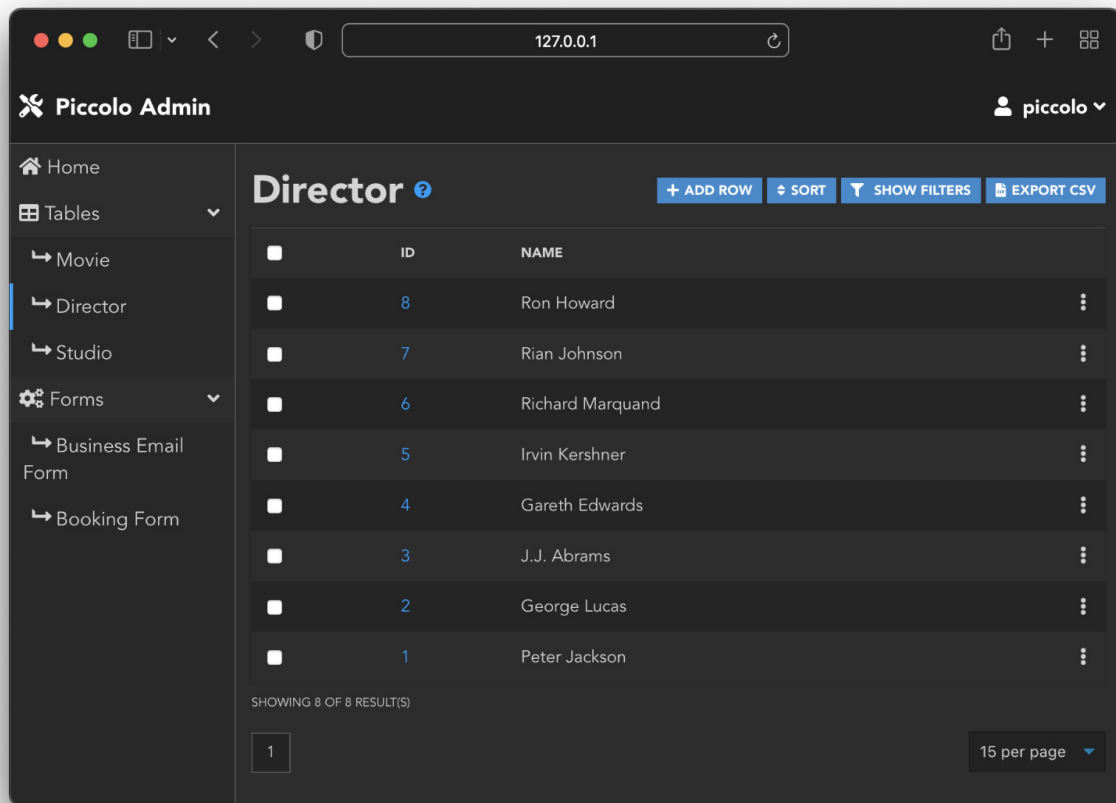 127.0.0.1
Piccolo Admin
piccolo
Home
Tables
Movie
Director
Studio
Forms
Business Email
Form
Booking Form
Director ?
+ ADD ROW SORT SHOW FILTERS EXPORT CSV
ID NAME
8 Ron Howard
7 Rian Johnson
6 Richard Marquand
5 Irvin Kershner
4 Gareth Edwards
3 J.J. Abrams
2 George Lucas
1 Peter Jackson
SHOWING 8 OF 8 RESULT(S)
1
15 per page